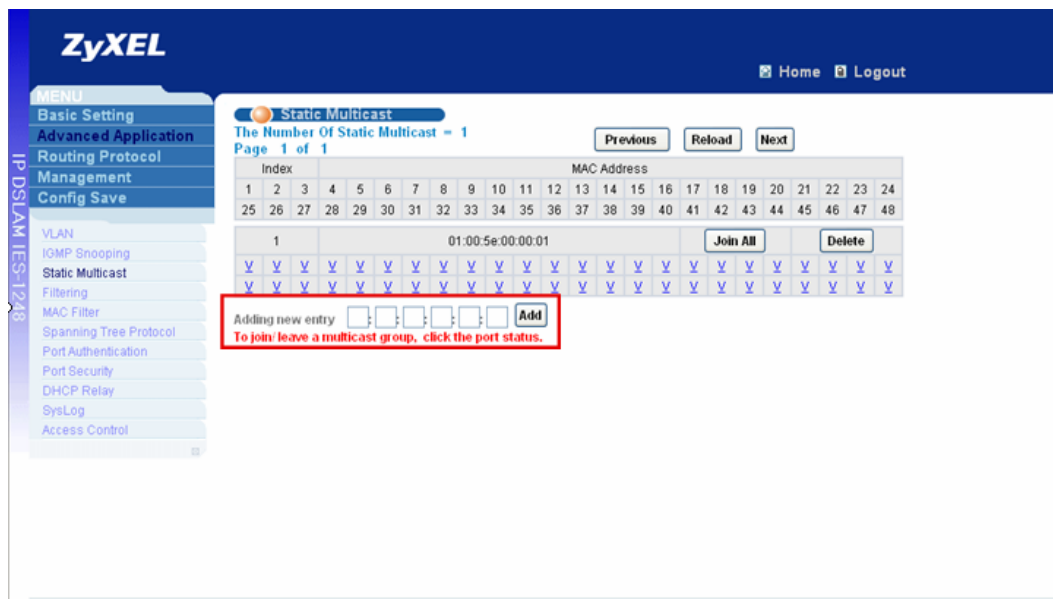 ZyXEL
Home Logout
IP DSLAM IES-1248
MENU
Basic Setting
Advanced Application
Routing Protocol
Management
Config Save
VLAN
IGMP Snooping
Static Multicast
Filtering
MAC Filter
Spanning Tree Protocol
Port Authentication
Port Security
DHCP Relay
SysLog
Access Control
Static Multicast
The Number Of Static Multicast = 1
Page 1 of 1
Previous Reload Next
Index MAC Address
1 2 3 4 5 6 7 8 9 10 11 12 13 14 15 16 17 18 19 20 21 22 23 24
25 26 27 28 29 30 31 32 33 34 35 36 37 38 39 40 41 42 43 44 45 46 47 48
1 01:00:5e:00:00:01 Join All Delete
V V V V V V V V V V V V V V V V V V V V V V V V
V V V V V V V V V V V V V V V V V V V V V V V V
Adding new entry : : : : : Add
To join/leave a multicast group, click the port status.